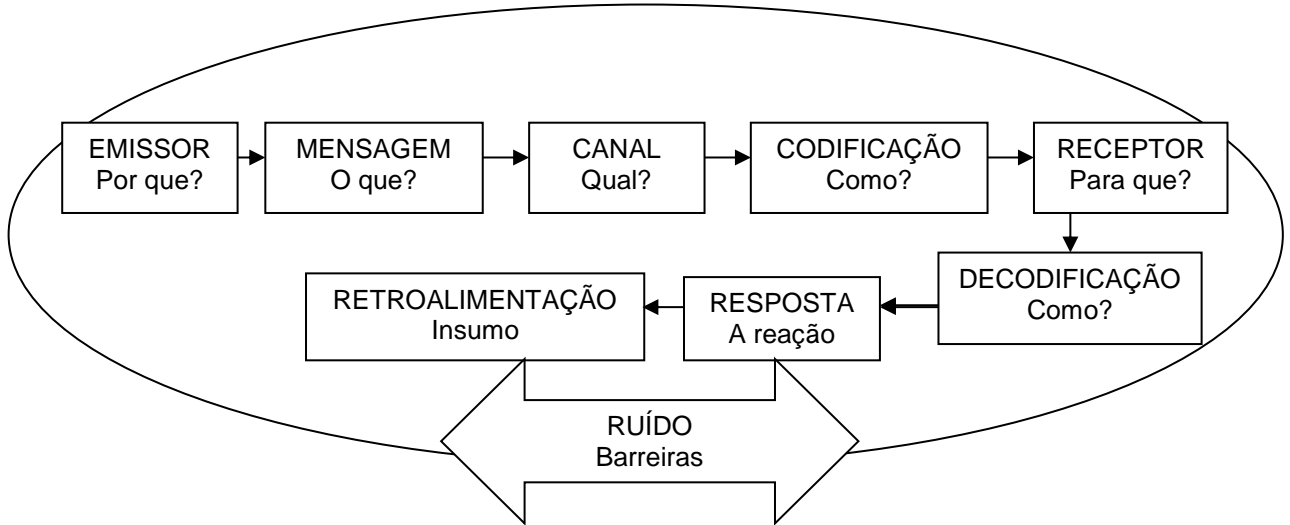 EMISSOR
Por que?
MENSAGEM
O que?
CANAL
Qual?
CODIFICAÇÃO
Como?
RECEPTOR
Para que?
DECODIFICAÇÃO
Como?
RESPOSTA
A reação
RETROALIMENTAÇÃO
Insumo
RUÍDO
Barreiras